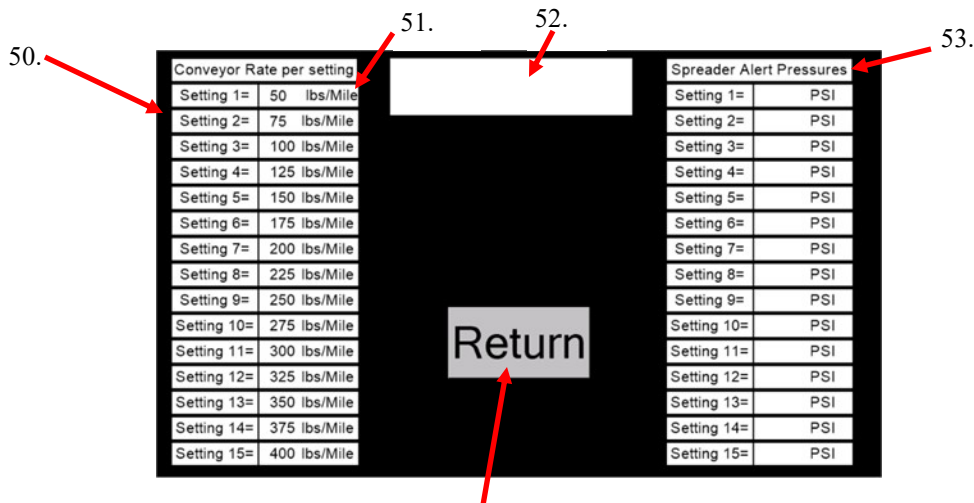 50.
51.
52.
53.
Conveyor Rate per setting
Setting 1= 50 lbs/Mile
Setting 2= 75 lbs/Mile
Setting 3= 100 lbs/Mile
Setting 4= 125 lbs/Mile
Setting 5= 150 lbs/Mile
Setting 6= 175 lbs/Mile
Setting 7= 200 lbs/Mile
Setting 8= 225 lbs/Mile
Setting 9= 250 lbs/Mile
Setting 10= 275 lbs/Mile
Setting 11= 300 lbs/Mile
Setting 12= 325 lbs/Mile
Setting 13= 350 lbs/Mile
Setting 14= 375 lbs/Mile
Setting 15= 400 lbs/Mile
Return
Spreader Alert Pressures
Setting 1= PSI
Setting 2= PSI
Setting 3= PSI
Setting 4= PSI
Setting 5= PSI
Setting 6= PSI
Setting 7= PSI
Setting 8= PSI
Setting 9= PSI
Setting 10= PSI
Setting 11= PSI
Setting 12= PSI
Setting 13= PSI
Setting 14= PSI
Setting 15= PSI